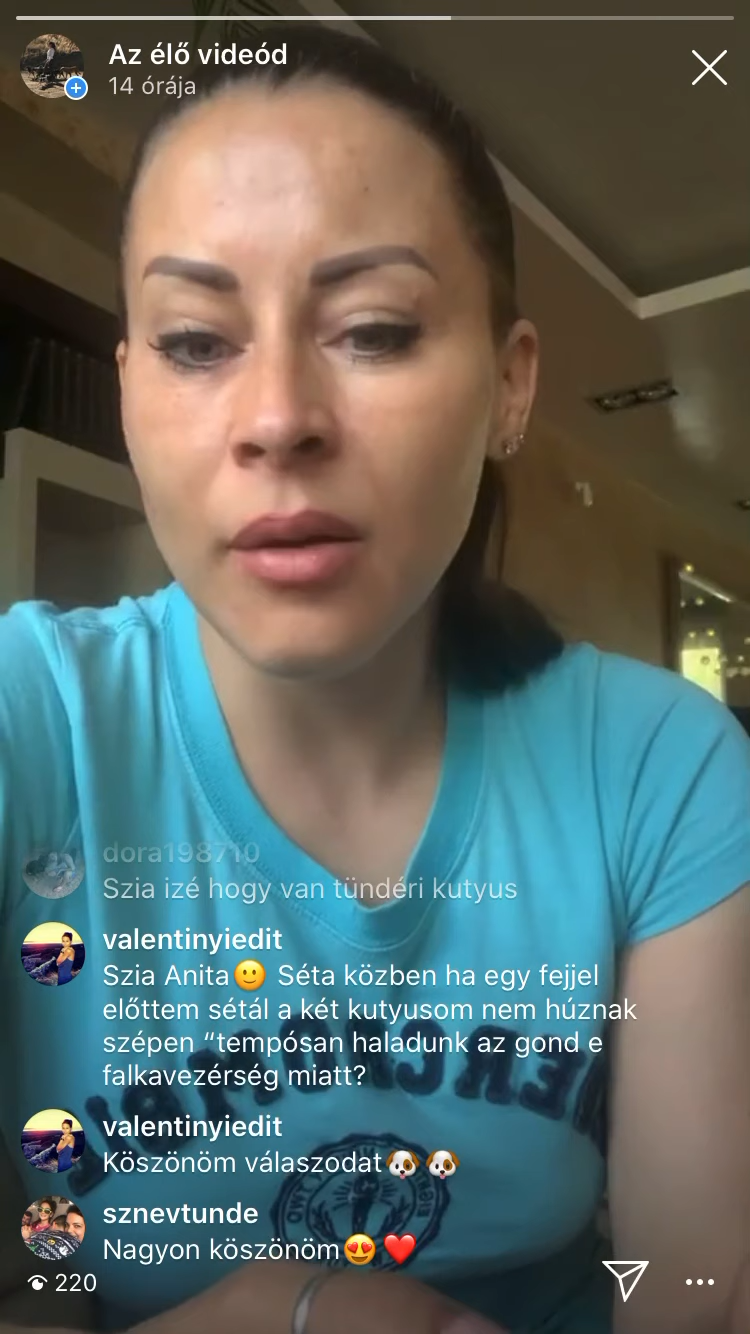 Az élő videód
14 órája
dora198710
Szia izé hogy van tündéri kutyus
valentinyiedit
Szia Anita🙂 Séta közben ha egy fejjel
előttem sétál a két kutyusom nem húznak
szépen “tempósan haladunk az gond e
falkavezérség miatt?
valentinyiedit
Köszönöm válaszodat🐶🐶
sznevtunde
Nagyon köszönöm😍❤️
220